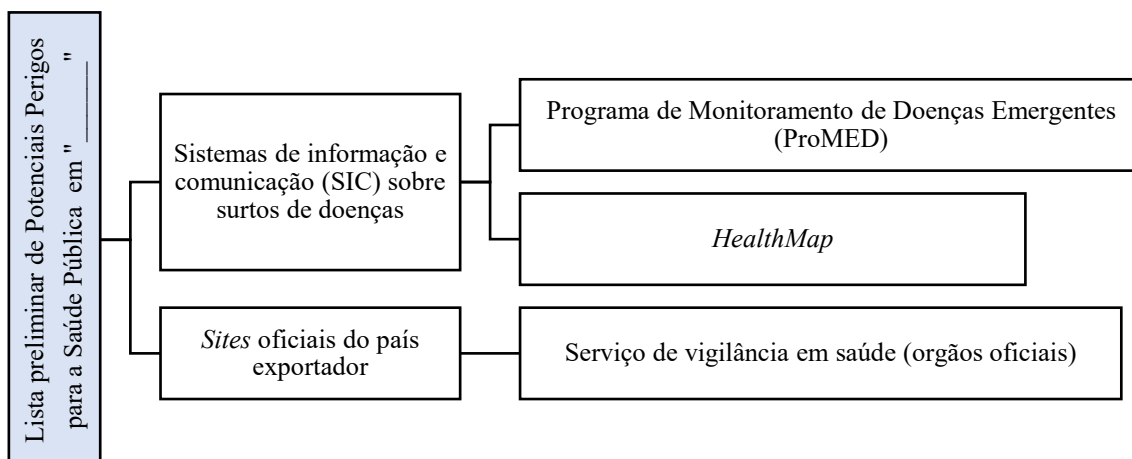 Lista preliminar de Potenciais Perigos
para a Saúde Pública em "______"
Sistemas de informação e
comunicação (SIC) sobre
surtos de doenças
Programa de Monitoramento de Doenças Emergentes
(ProMED)
HealthMap
Sites oficiais do país
exportador
Serviço de vigilância em saúde (orgãos oficiais)